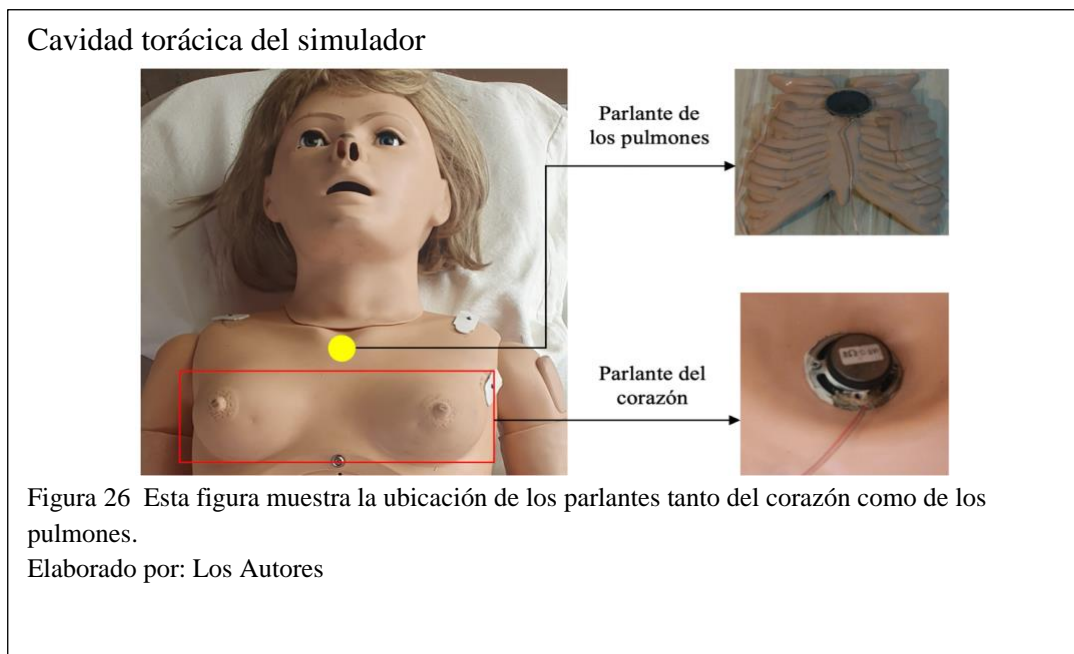 Cavidad torácica del simulador
Parlante de
los pulmones
Parlante del
corazón
Figura 26  Esta figura muestra la ubicación de los parlantes tanto del corazón como de los
pulmones.
Elaborado por: Los Autores